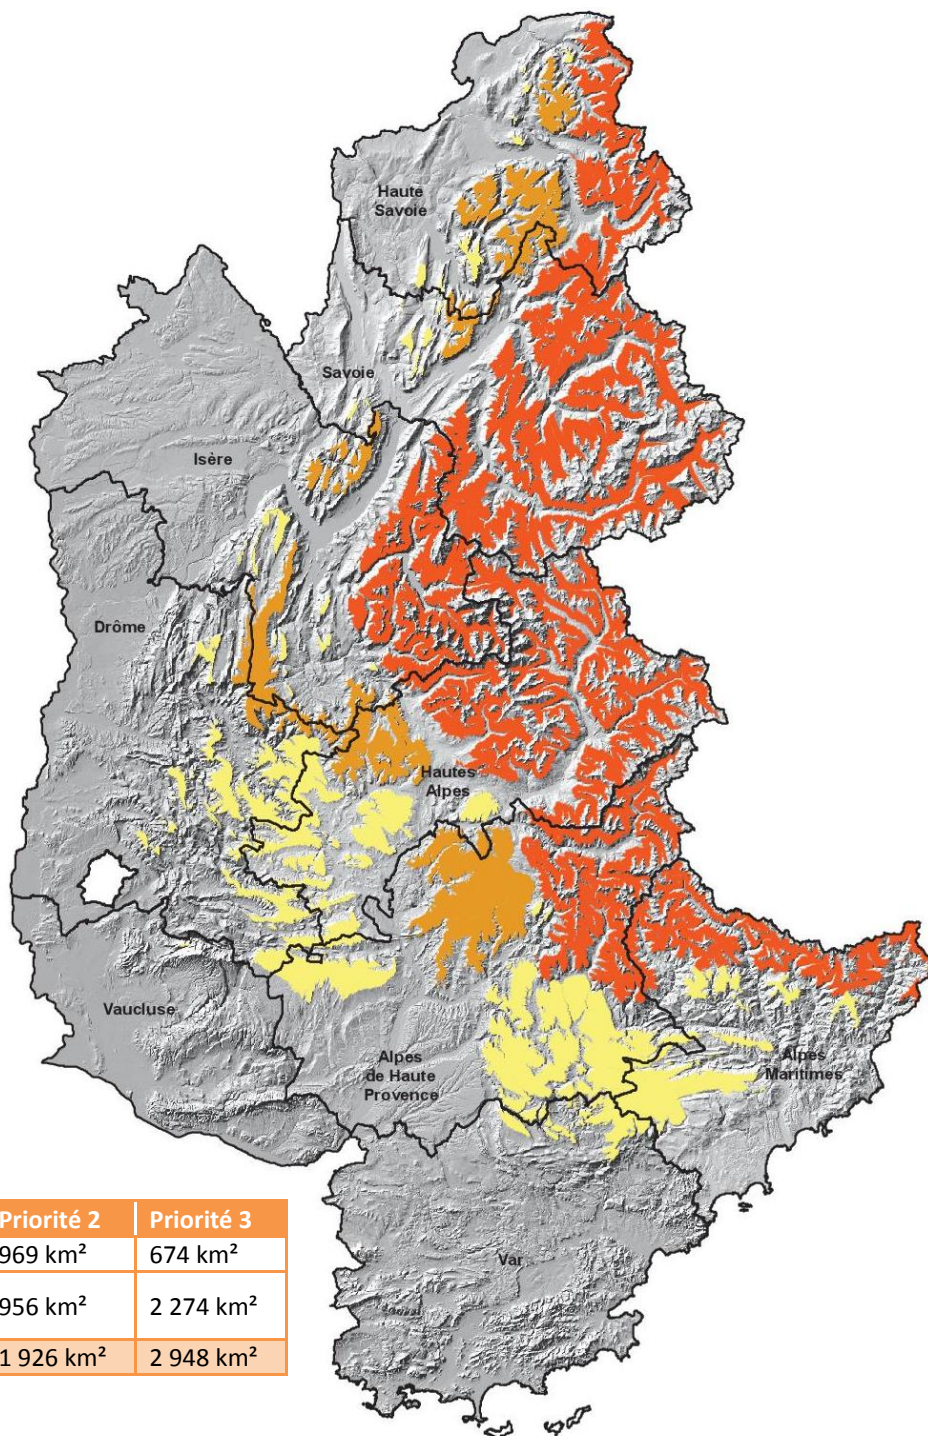 Haute
Savoie
Savoie
Isère
Drôme
Hautes
Alpes
Vaucluse
Alpes
de Haute
Provence
Alpes
Maritimes
Var
Priorité 2 Priorité 3
969 km² 674 km²
956 km² 2 274 km²
1 926 km² 2 948 km²